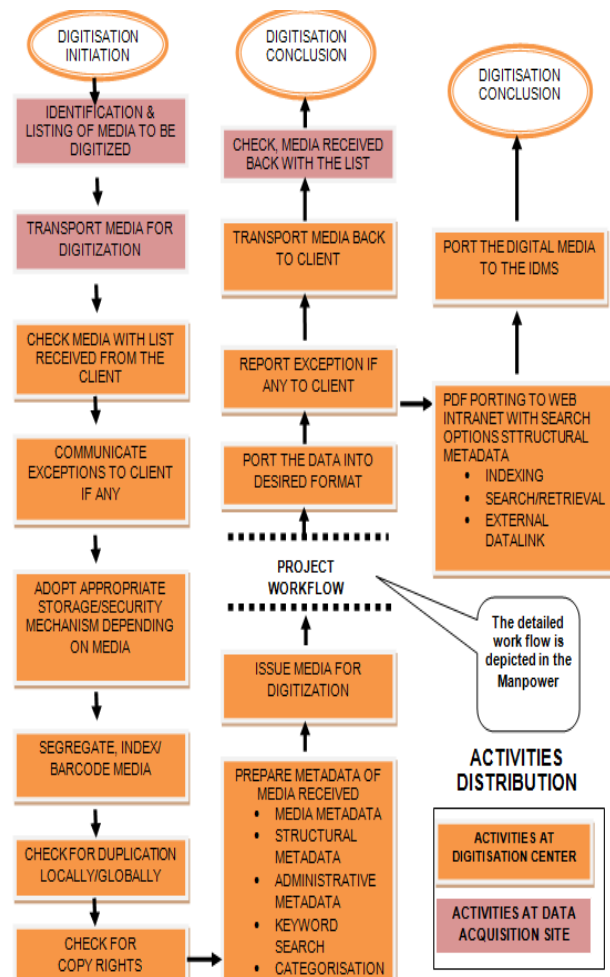 DIGITISATION
INITIATION
IDENTIFICATION &
LISTING OF MEDIA TO BE
DIGITIZED
TRANSPORT MEDIA FOR
DIGITIZATION
CHECK MEDIA WITH LIST
RECEIVED FROM THE
CLIENT
COMMUNICATE
EXCEPTIONS TO CLIENT
IF ANY
ADOPT APPROPRIATE
STORAGE/SECURITY
MECHANISM DEPENDING
ON MEDIA
SEGREGATE, INDEX/
BARCODE MEDIA
CHECK FOR DUPLICATION
LOCALLY/GLOBALLY
CHECK FOR
COPY RIGHTS
PREPARE METADATA OF
MEDIA RECEIVED
• MEDIA METADATA
• STRUCTURAL
METADATA
• ADMINISTRATIVE
METADATA
• KEYWORD
SEARCH
• CATEGORISATION
ISSUE MEDIA FOR
DIGITIZATION
PROJECT
WORKFLOW
The detailed
work flow is
depicted in the
Manpower
PORT THE DATA INTO
DESIRED FORMAT
REPORT EXCEPTION IF
ANY TO CLIENT
TRANSPORT MEDIA BACK
TO CLIENT
CHECK, MEDIA RECEIVED
BACK WITH THE LIST
DIGITISATION
CONCLUSION
PDF PORTING TO WEB
INTRANET WITH SEARCH
OPTIONS STTRUCTURAL
METADATA
• INDEXING
• SEARCH/RETRIEVAL
• EXTERNAL
DATALINK
PORT THE DIGITAL MEDIA
TO THE IDMS
DIGITISATION
CONCLUSION
ACTIVITIES
DISTRIBUTION
ACTIVITIES AT
DIGITISATION CENTER
ACTIVITIES AT DATA
ACQUISITION SITE